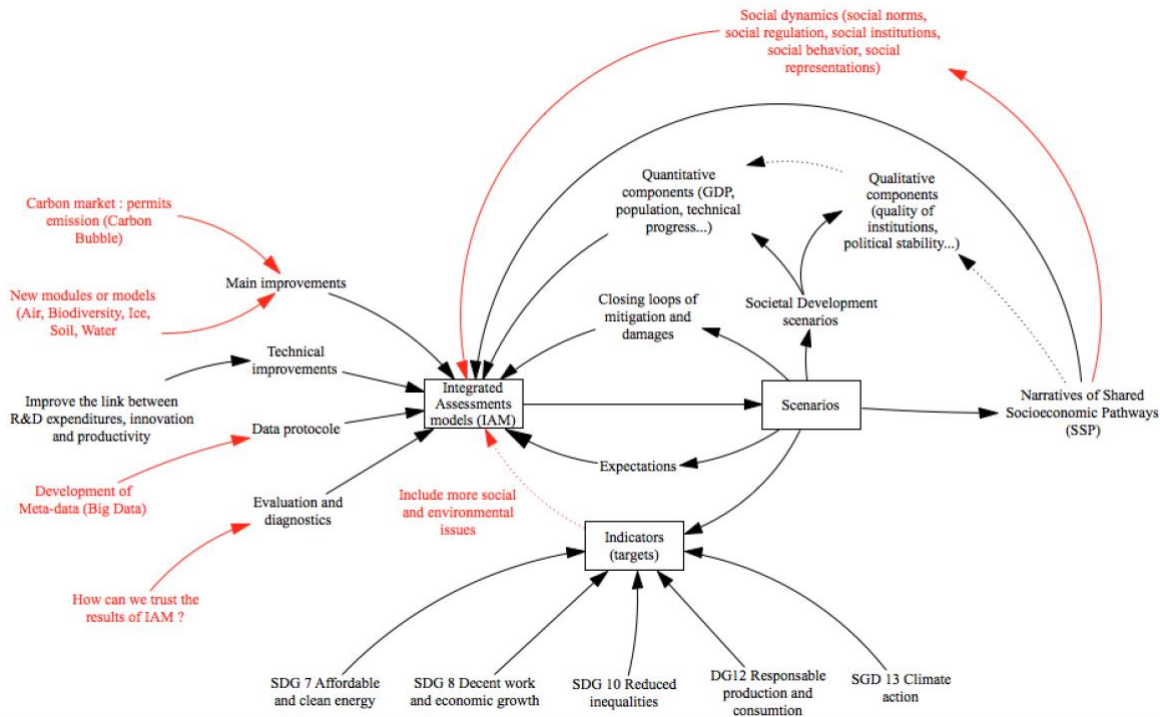 Social dynamics (social norms,
social regulation, social institutions,
social behavior, social
representations)
Quantitative
components (GDP,
population, technical
progress...)
Qualitative
components
(quality of
institutions,
political stability...)
Carbon market : permits
emission (Carbon
Bubble)
Main improvements
New modules or models
(Air, Biodiversity, Ice,
Soil, Water
Closing loops of
mitigation and
damages
Societal Development
scenarios
Technical
improvements
Improve the link between
R&D expenditures, innovation
and productivity
Integrated
Assessments
models (IAM)
Scenarios
Narratives of Shared
Socioeconomic Pathways
(SSP)
Data protocole
Expectations
Development of
Meta-data (Big Data)
Evaluation and
diagnostics
Include more social
and environmental
issues
Indicators
(targets)
How can we trust the
results of IAM ?
SDG 7 Affordable
and clean energy
SDG 8 Decent work
and economic growth
SDG 10 Reduced
inequalities
DG12 Responsable
production and
consumtion
SGD 13 Climate
action